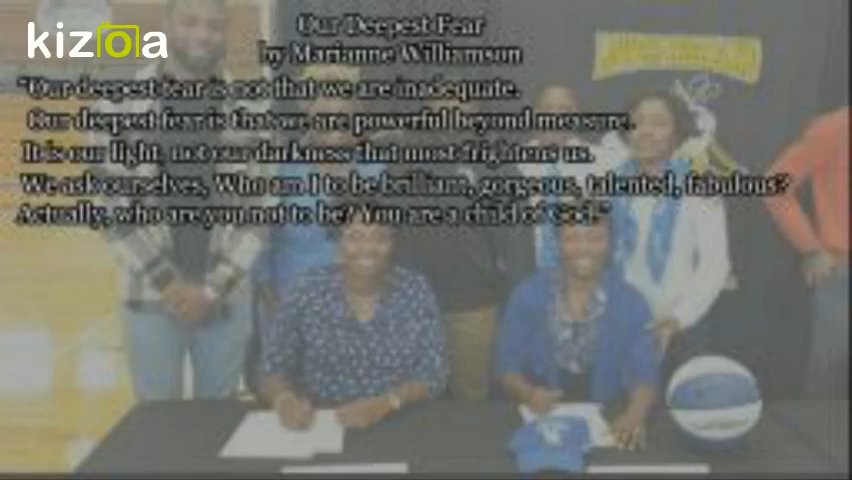 kizoa
Our Deepest Fear
by Marianne Williamson
"Our deepest fear is not that we are inadequate.
Our deepest fear is that we are powerful beyond measure.
It is our light, not our darkness that most frightens us.
We ask ourselves, Who am I to be brilliant, gorgeous, talented, fabulous?
Actually, who are you not to be? You are a child of God."